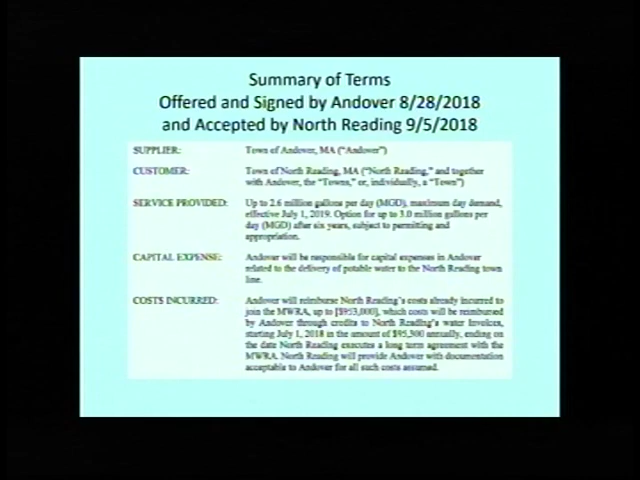 Summary of Terms
Offered and Signed by Andover 8/28/2018
and Accepted by North Reading 9/5/2018
SUPPLIER: Town of Andover, MA ("Andover")
CUSTOMER: Town of North Reading, MA ("North Reading," and together
with Andover, the "Towns," or, individually, a "Town")
SERVICE PROVIDED: Up to 2.6 million gallons per day (MGD), maximum day demand,
effective July 1, 2019. Option for up to 3.0 million gallons per
day (MGD) after six years, subject to permitting and
appropriation.
CAPITAL EXPENSE: Andover will be responsible for capital expenses in Andover
related to the delivery of potable water to the North Reading town
line.
COSTS INCURRED: Andover will reimburse North Reading's costs already incurred to
join the MWRA, up to [$953,000], which costs will be reimbursed
by Andover through credits to North Reading's water invoices,
starting July 1, 2018 in the amount of $95,300 annually, ending on
the date North Reading executes a long term agreement with the
MWRA. North Reading will provide Andover with documentation
acceptable to Andover for all such costs assumed.